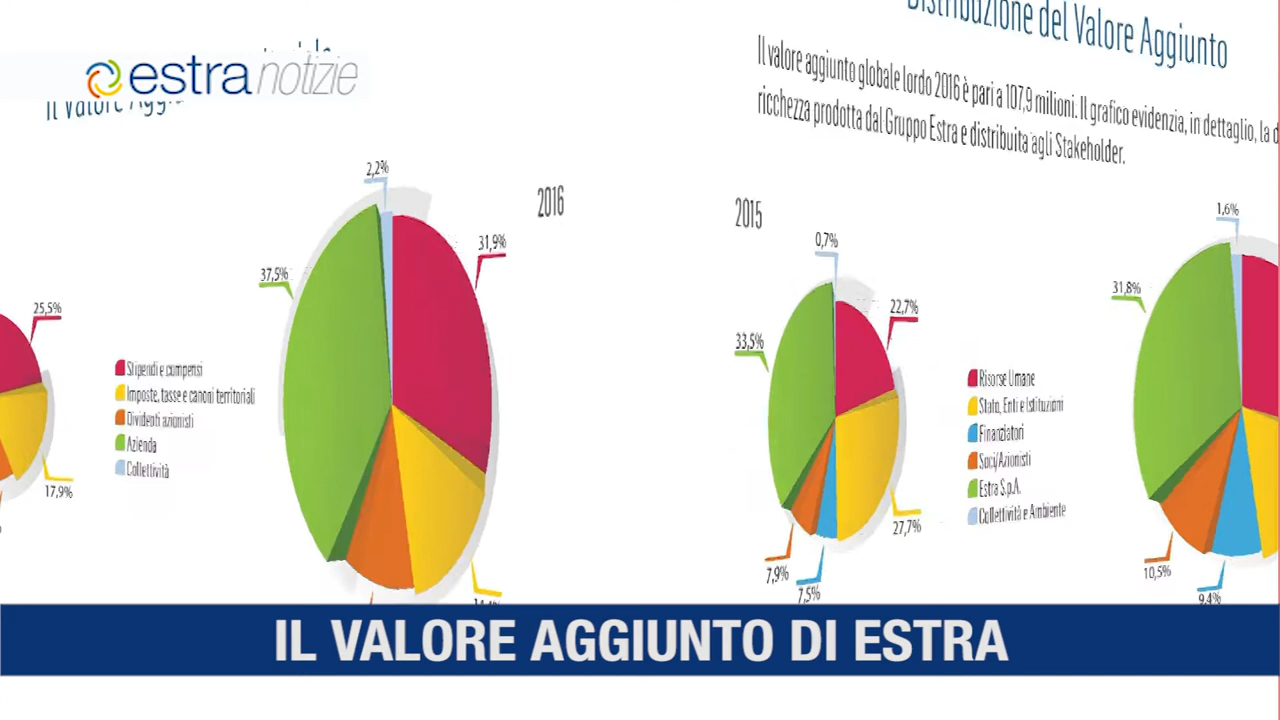 estra notizie
Il Valore
Distribuzione del Valore Aggiunto
Il valore aggiunto globale lordo 2016 è pari a 107,9 milioni. Il grafico evidenzia, in dettaglio, la
ricchezza prodotta dal Gruppo Estra e distribuita agli Stakeholder.
25,5%
17,9%
Stipendi e compensi
Imposte, tasse e canoni territoriali
Dividenti azionisti
Azienda
Collettività
2016
2,2%
31,9%
37,5%
2015
0,7%
22,7%
33,5%
27,7%
7,9%
7,5%
Risorse Umane
Stato, Enti e Istituzioni
Finanziatori
Soci/Azionisti
Estra S.p.A.
Collettività e Ambiente
1,6%
31,8%
10,5%
9,4%
IL VALORE AGGIUNTO DI ESTRA